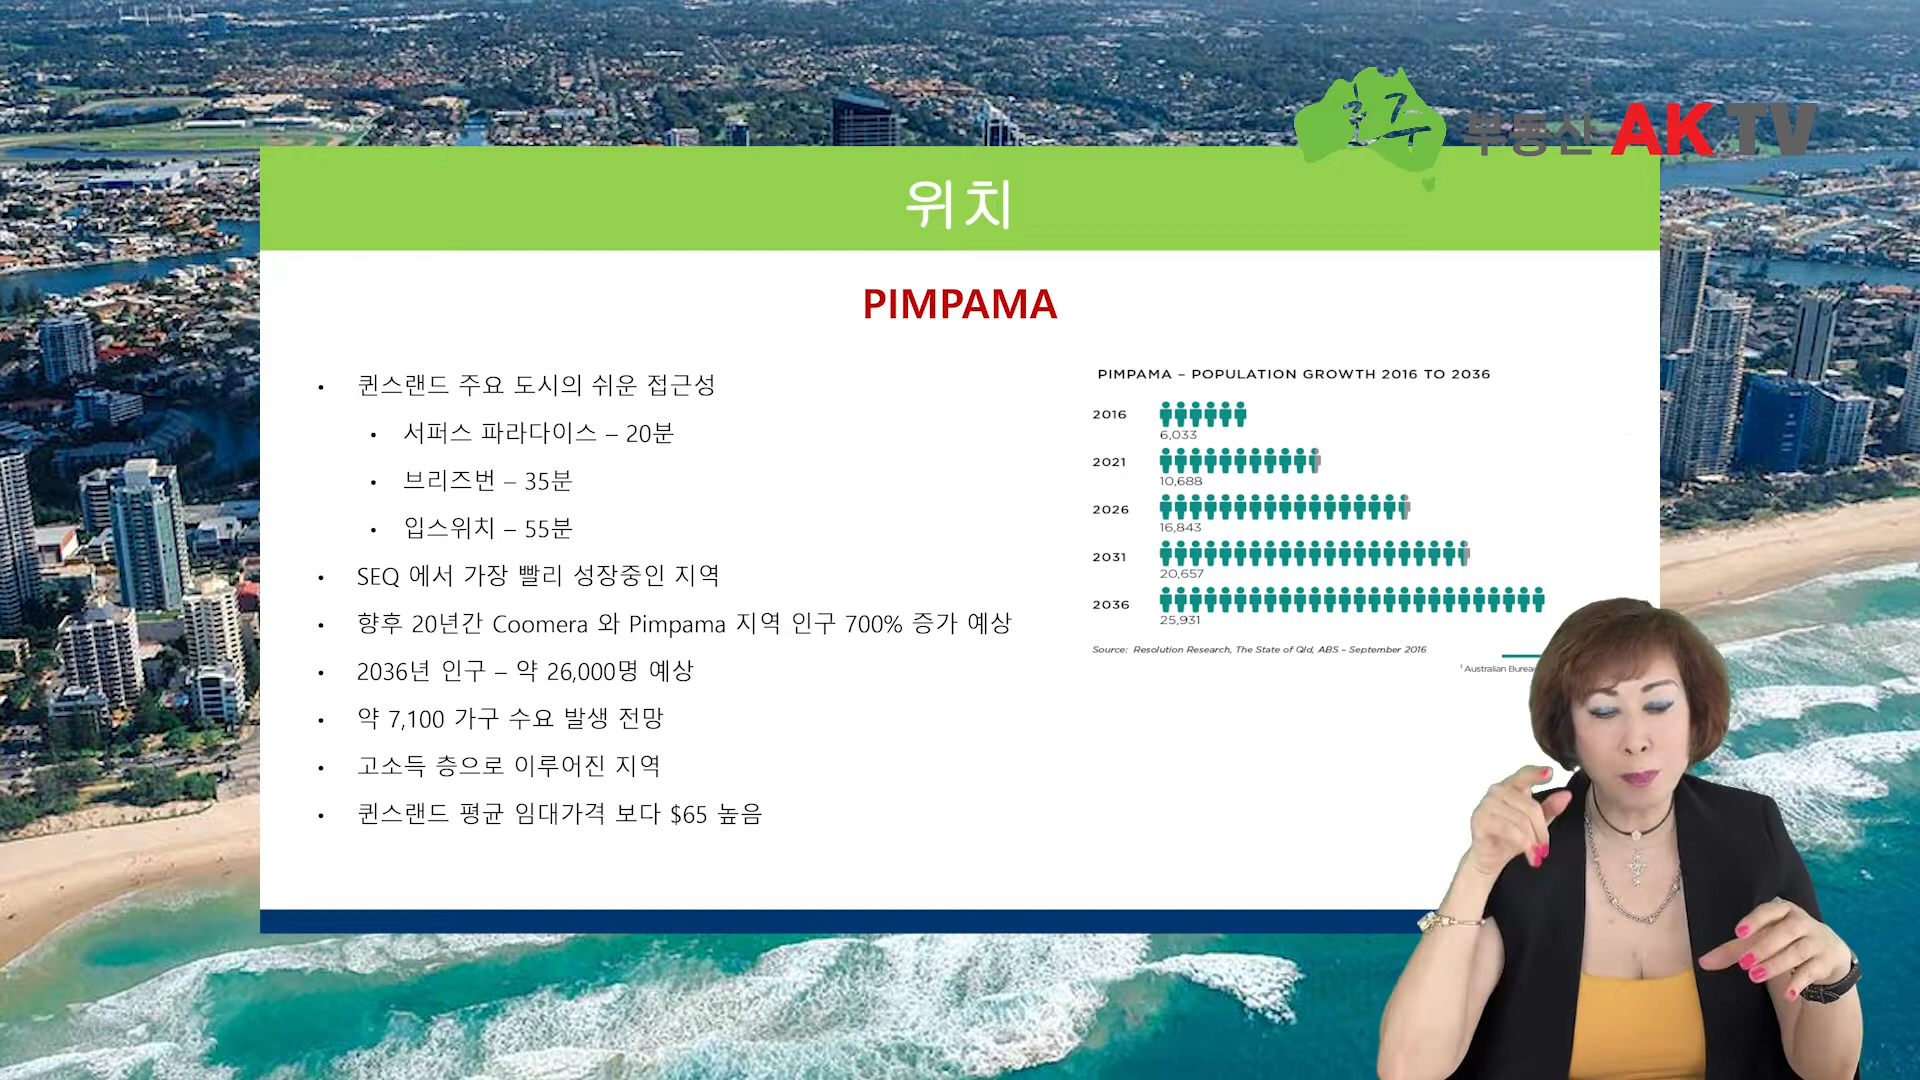 호주 부동산 AK TV
위치
PIMPAMA
• 퀸스랜드 주요 도시의 쉬운 접근성
• 서퍼스 파라다이스 – 20분
• 브리즈번 – 35분
• 입스위치 – 55분
• SEQ 에서 가장 빨리 성장중인 지역
• 향후 20년간 Coomera 와 Pimpama 지역 인구 700% 증가 예상
• 2036년 인구 – 약 26,000명 예상
• 약 7,100 가구 수요 발생 전망
• 고소득 층으로 이루어진 지역
• 퀸스랜드 평균 임대가격 보다 $65 높음
PIMPAMA – POPULATION GROWTH 2016 TO 2036
2016
6,033
2021
10,688
2026
16,843
2031
20,657
2036
25,931
Source: Resolution Research, The State of Qld, ABS – September 2016
1 Australian